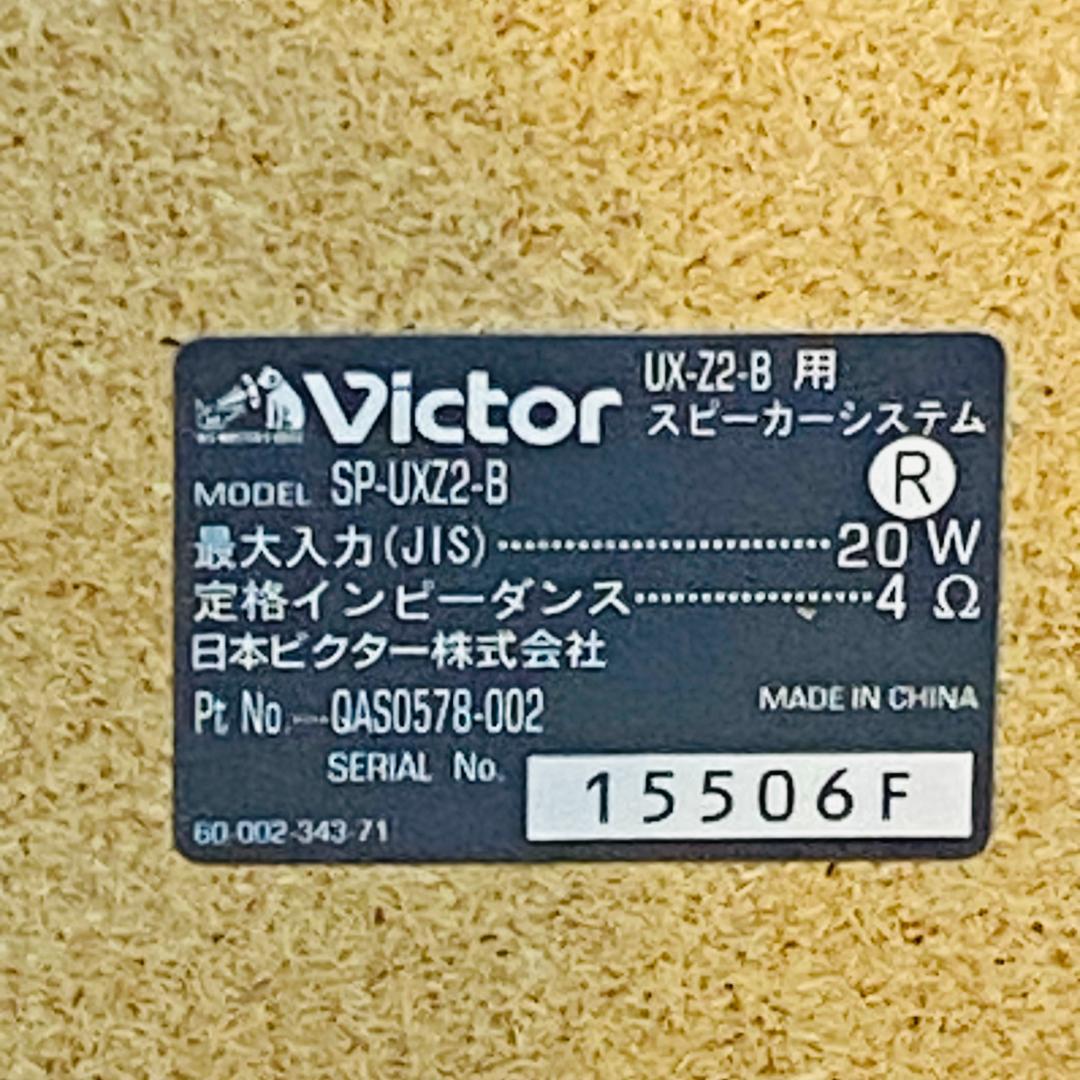 Victor
UX-Z2-B 用
スピーカーシステム
MODEL SP-UXZ2-B
R
最大入力(JIS)························20 W
定格インピーダンス··················4 Ω
日本ビクター株式会社
Pt No.---QAS0578-002
MADE IN CHINA
SERIAL No.
15506F
60-002-343-71